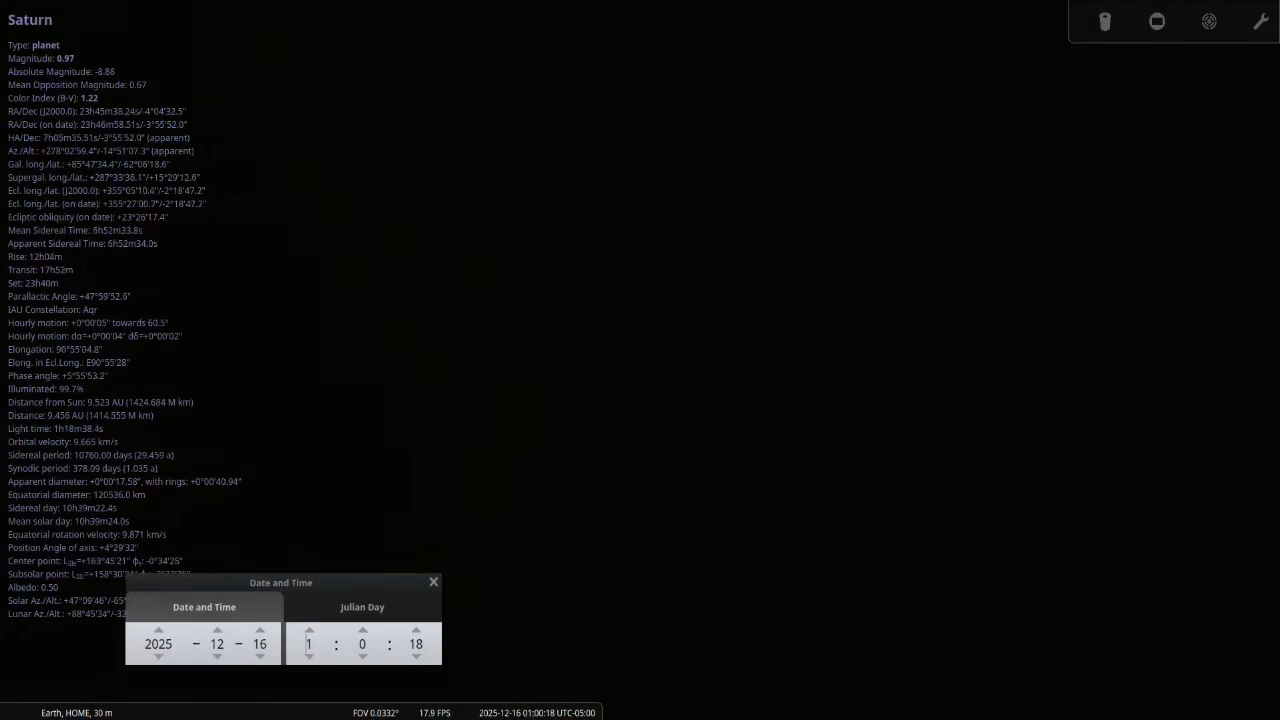 Saturn
Type: planet
Magnitude: 0.97
Absolute Magnitude: -8.88
Mean Opposition Magnitude: 0.67
Color Index (B-V): 1.22
RA/Dec (J2000.0): 23h45m38.24s/-4°04'32.5"
RA/Dec (on date): 23h46m58.51s/-3°55'52.0"
HA/Dec: 7h05m35.51s/-3°55'52.0" (apparent)
Az./Alt.: +278°02'59.4"/-14°51'07.3" (apparent)
Gal. long./lat.: +85°47'34.4"/-62°06'18.6"
Supergal. long./lat.: +287°33'36.1"/+15°29'12.6"
Ecl. long./lat. (J2000.0): +355°05'10.4"/-2°18'47.2"
Ecl. long./lat. (on date): +355°27'00.7"/-2°18'47.2"
Ecliptic obliquity (on date): +23°26'17.4"
Mean Sidereal Time: 6h52m33.8s
Apparent Sidereal Time: 6h52m34.0s
Rise: 12h04m
Transit: 17h52m
Set: 23h40m
Parallactic Angle: +47°59'52.6"
IAU Constellation: Aqr
Hourly motion: +0°00'05" towards 60.5°
Hourly motion: dα=+0°00'04" dδ=+0°00'02"
Elongation: 90°55'04.8"
Elong. in Ecl.Long.: E90°55'28"
Phase angle: +5°55'53.2"
Illuminated: 99.7%
Distance from Sun: 9.523 AU (1424.684 M km)
Distance: 9.456 AU (1414.555 M km)
Light time: 1h18m38.4s
Orbital velocity: 9.665 km/s
Sidereal period: 10760.00 days (29.459 a)
Synodic period: 378.09 days (1.035 a)
Apparent diameter: +0°00'17.58", with rings: +0°00'40.94"
Equatorial diameter: 120536.0 km
Sidereal day: 10h39m22.4s
Mean solar day: 10h39m24.0s
Equatorial rotation velocity: 9.871 km/s
Position Angle of axis: +4°29'32"
Center point: L =+163°45'21" : -0°34'25"
Subsolar point:
Albedo: 0.50
Solar Az./Alt.: +47°09'46"/-65°
Lunar Az./Alt.: +88°45'34"/-32
Date and Time
Date and Time Julian Day
2025 - 12 - 16 1 : 0 : 18
Earth, HOME, 30 m FOV 0.0332° 17.9 FPS 2025-12-16 01:00:18 UTC-05:00